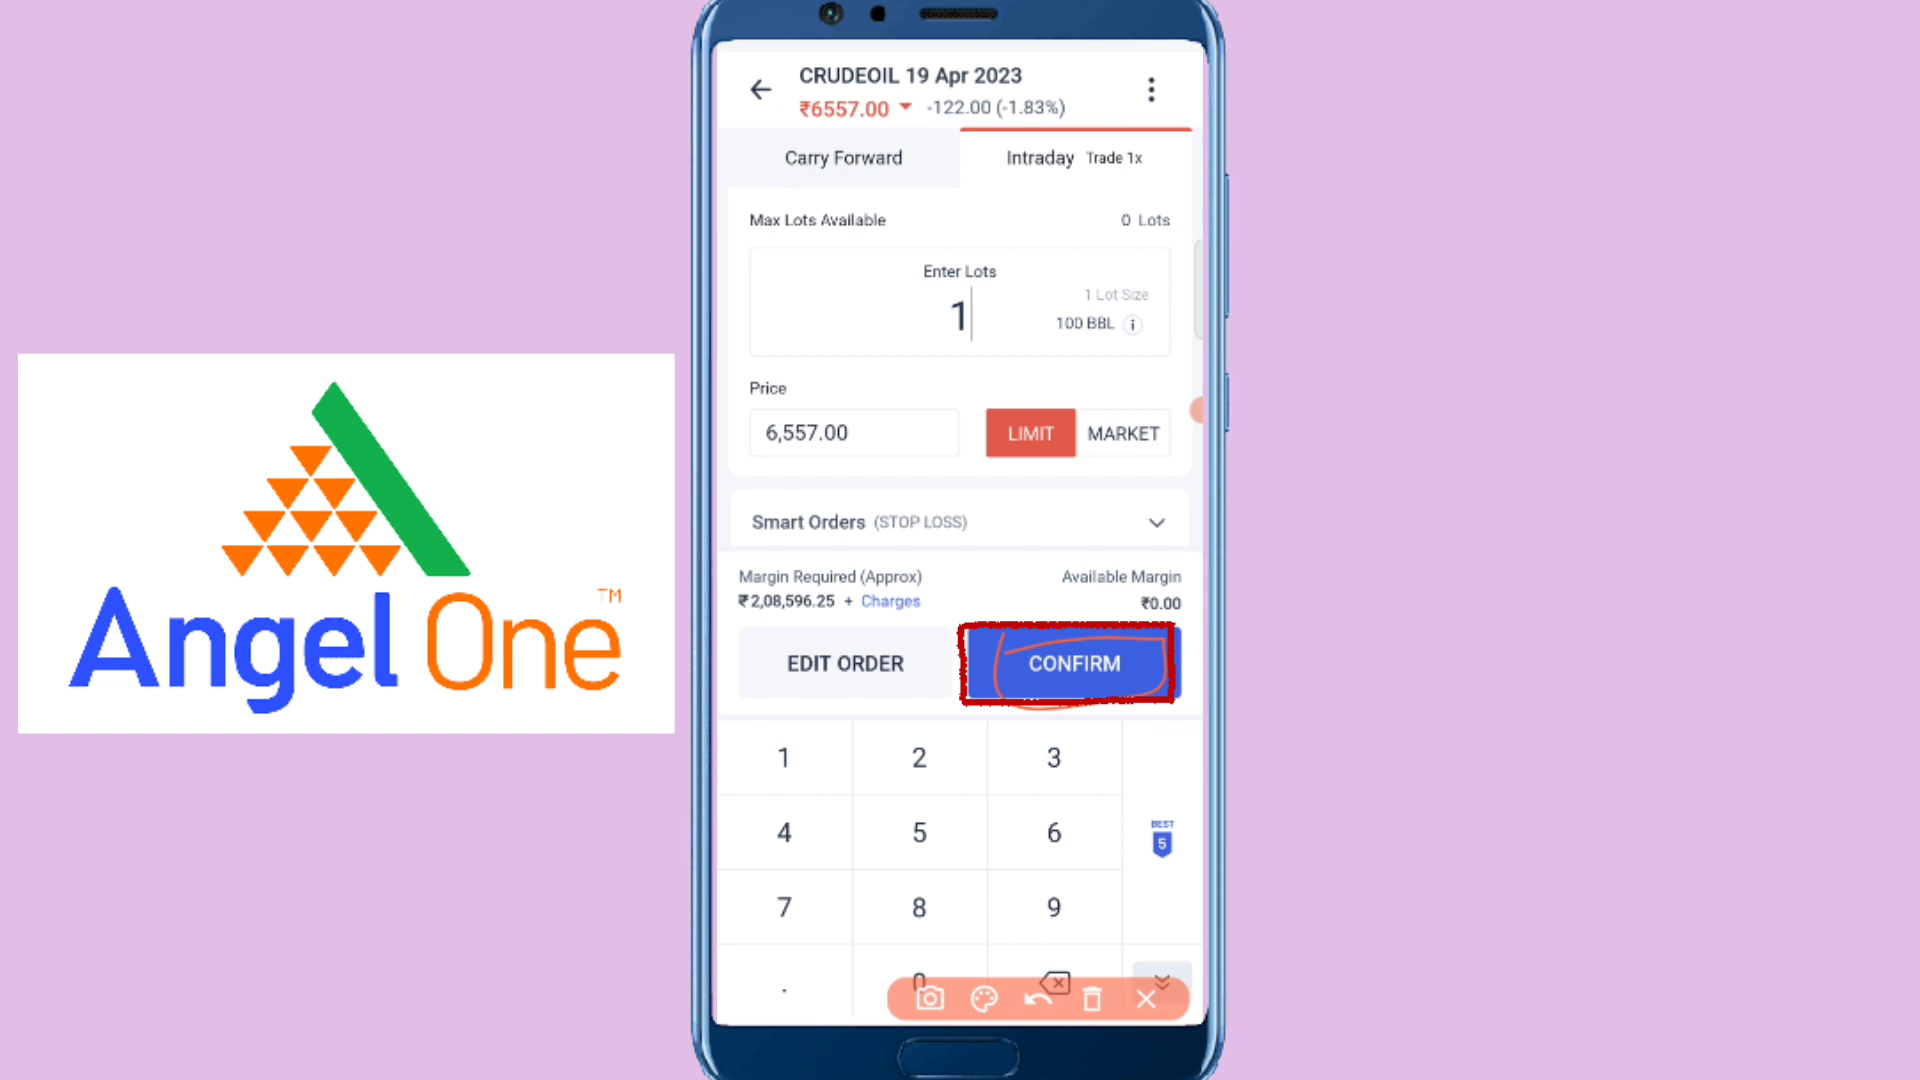 CRUDEOIL 19 Apr 2023
₹6557.00 -122.00 (-1.83%)
Carry Forward
Intraday Trade 1x
Max Lots Available
0 Lots
Enter Lots
1
1 Lot Size
100 BBL i
Price
6,557.00
LIMIT
MARKET
Smart Orders (STOP LOSS)
Margin Required (Approx)
Available Margin
₹2,08,596.25 + Charges
₹0.00
EDIT ORDER
CONFIRM
1 2 3
4 5 6
BEST
5
7 8 9
. 0
Angel One TM